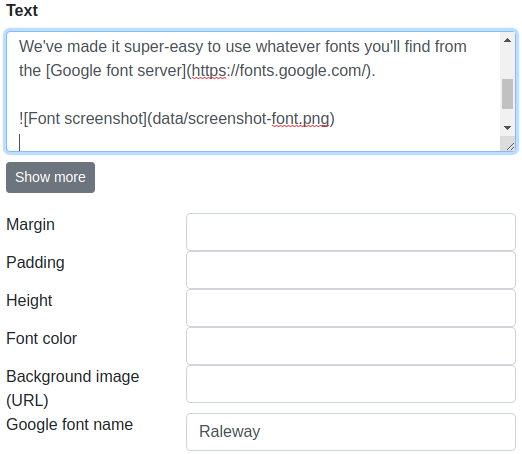 Text
We've made it super-easy to use whatever fonts you'll find from
the [Google font server](https://fonts.google.com/).
![Font screenshot](data/screenshot-font.png)
Show more
Margin
Padding
Height
Font color
Background image
(URL)
Google font name
Raleway